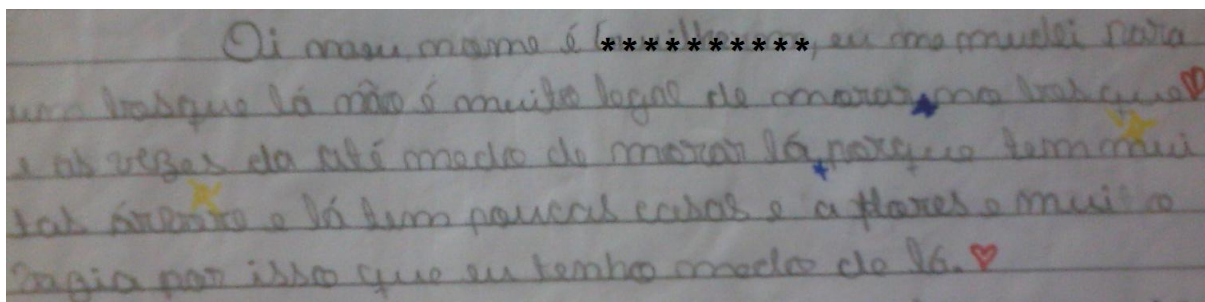 Oi meu nome é **********, eu me mudei para
um bosque lá não é muito legal de morar no bosque
e as vezes da até medo de morar lá, porque tem mui
tas árvores e lá tem poucas casas e a flores e muito
por isso que eu tenho medo de lá.